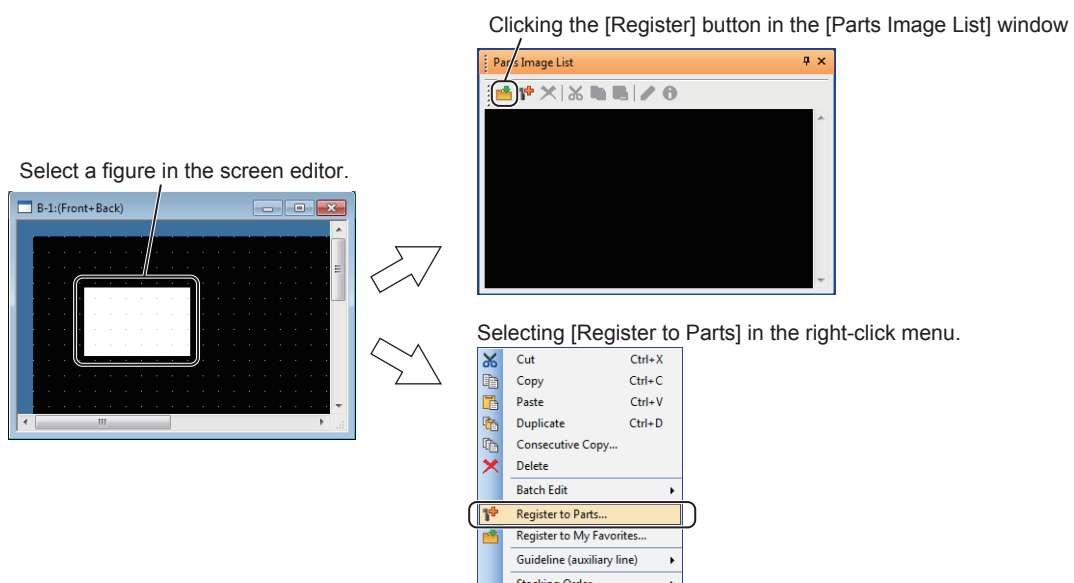 Clicking the [Register] button in the [Parts Image List] window
Parts Image List
Select a figure in the screen editor.
B-1:(Front+Back)
Selecting [Register to Parts] in the right-click menu.
Cut Ctrl+X
Copy Ctrl+C
Paste Ctrl+V
Duplicate Ctrl+D
Consecutive Copy...
Delete
Batch Edit
Register to Parts...
Register to My Favorites...
Guideline (auxiliary line)
Stacking Order